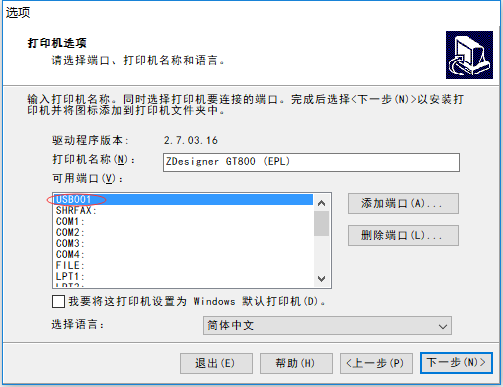 选项
打印机选项
请选择端口、打印机名称和语言。
输入打印机名称。同时选择打印机要连接的端口。完成后选择<下一步(N)>以安装打
印机并将图标添加到打印机文件夹中。
驱动程序版本: 2.7.03.16
打印机名称(N): ZDesigner GT800 (EPL)
可用端口(V):
USB001
SHRFAX:
COM1:
COM2:
COM3:
COM4:
FILE:
LPT1:
LPT2:
添加端口(A)...
删除端口(L)...
我要将这打印机设置为 Windows 默认打印机(D)。
选择语言: 简体中文
退出(E) 帮助(H) <上一步(P) 下一步(N)>